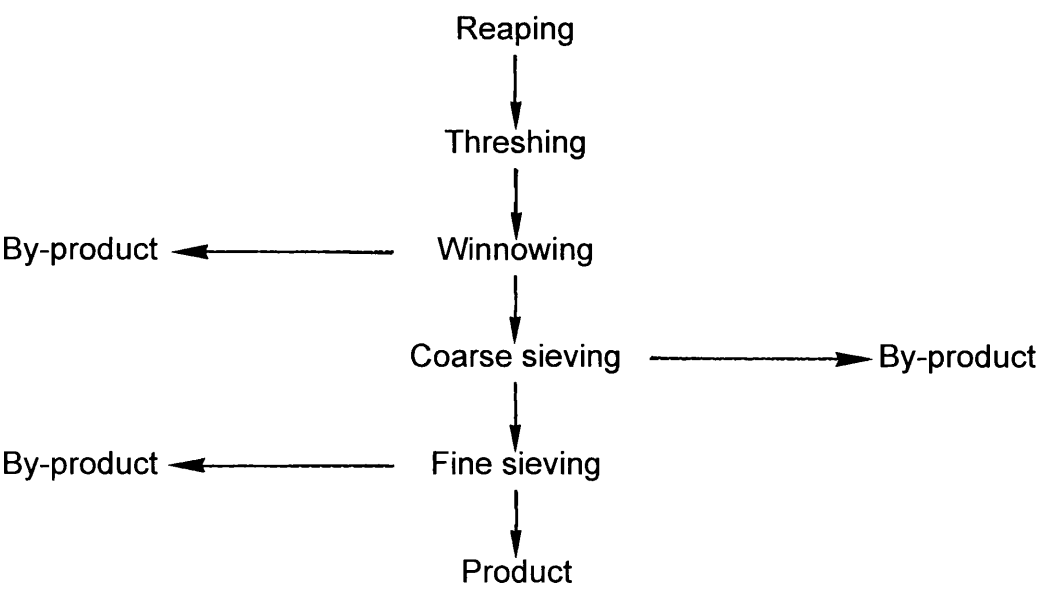 Reaping
Threshing
By-product Winnowing
Coarse sieving By-product
By-product Fine sieving
Product